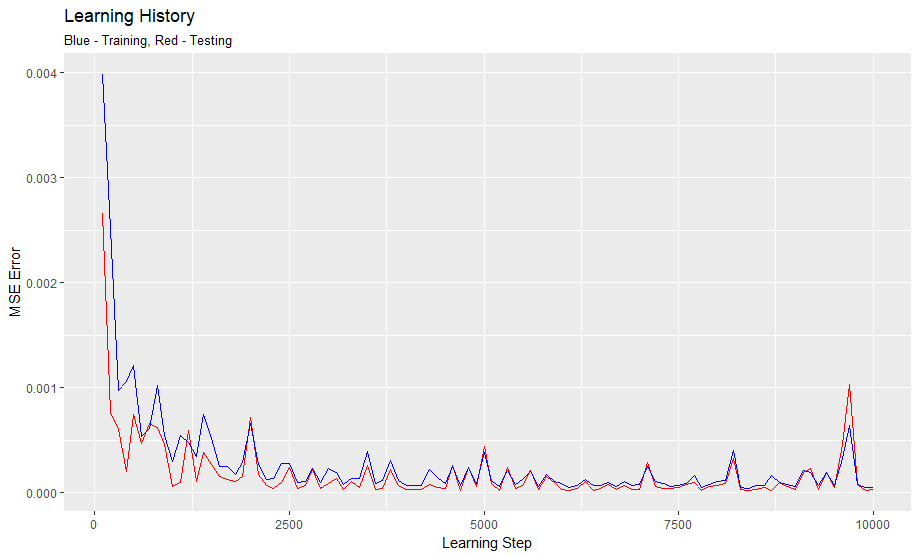 Learning History
Blue - Training, Red - Testing
0.004
0.003
0.002
0.001
0.000
MSE Error
0
2500
5000
7500
10000
Learning Step